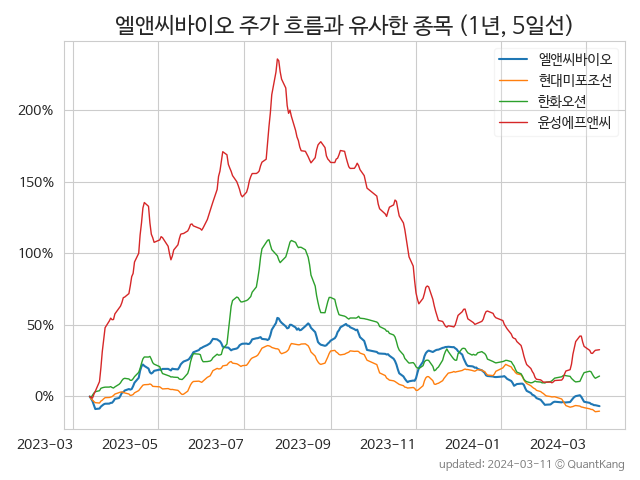 엘앤씨바이오 주가 흐름과 유사한 종목 (1년, 5일선)
엘앤씨바이오
현대미포조선
한화오션
윤성에프앤씨
200%
150%
100%
50%
0%
2023-03 2023-05 2023-07 2023-09 2023-11 2024-01 2024-03
updated: 2024-03-11 © QuantKang